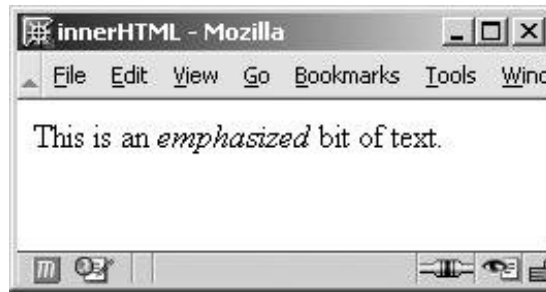 innerHTML - Mozilla
File Edit View Go Bookmarks Tools
This is an emphasized bit of text.